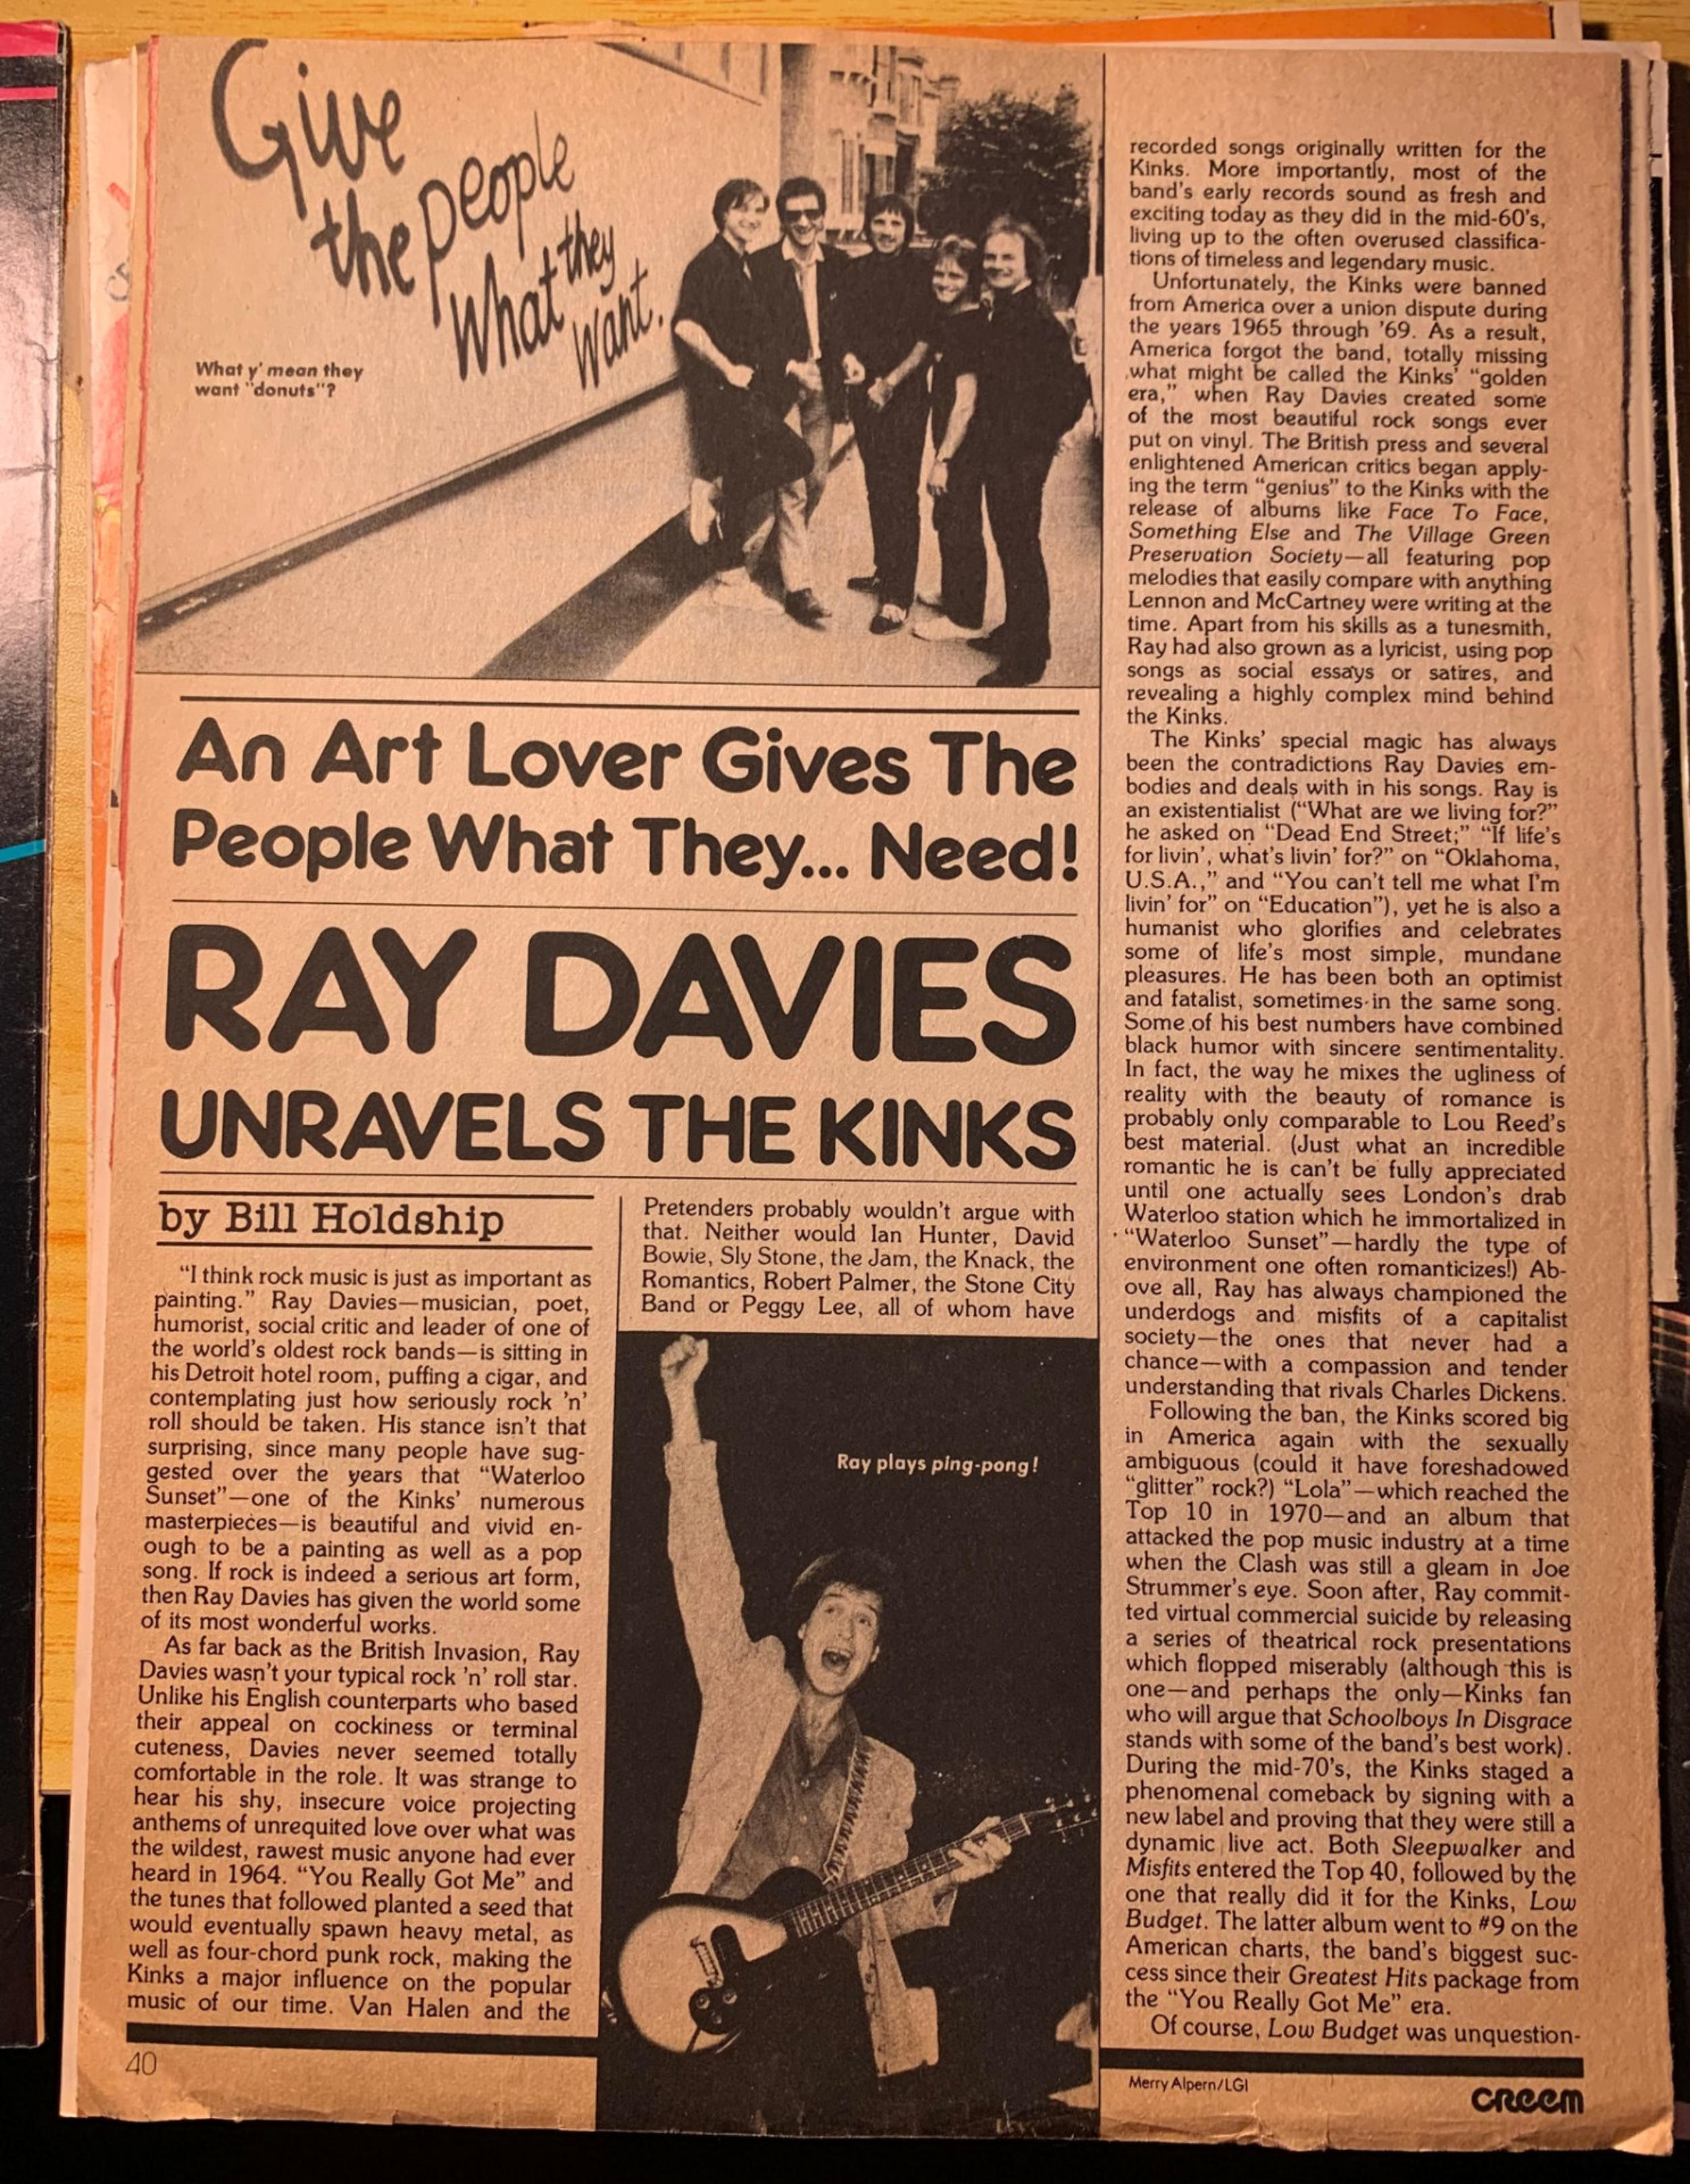 Give
the people
What they
Want.
What y' mean they
want "donuts"?
An Art Lover Gives The
People What They... Need!
RAY DAVIES
UNRAVELS THE KINKS
by Bill Holdship
"I think rock music is just as important as
painting." Ray Davies—musician, poet,
humorist, social critic and leader of one of
the world's oldest rock bands—is sitting in
his Detroit hotel room, puffing a cigar, and
contemplating just how seriously rock 'n'
roll should be taken. His stance isn't that
surprising, since many people have sug-
gested over the years that "Waterloo
Sunset"—one of the Kinks' numerous
masterpieces—is beautiful and vivid en-
ough to be a painting as well as a pop
song. If rock is indeed a serious art form,
then Ray Davies has given the world some
of its most wonderful works.
As far back as the British Invasion, Ray
Davies wasn't your typical rock 'n' roll star.
Unlike his English counterparts who based
their appeal on cockiness or terminal
cuteness, Davies never seemed totally
comfortable in the role. It was strange to
hear his shy, insecure voice projecting
anthems of unrequited love over what was
the wildest, rawest music anyone had ever
heard in 1964. "You Really Got Me" and
the tunes that followed planted a seed that
would eventually spawn heavy metal, as
well as four-chord punk rock, making the
Kinks a major influence on the popular
music of our time. Van Halen and the
Pretenders probably wouldn't argue with
that. Neither would Ian Hunter, David
Bowie, Sly Stone, the Jam, the Knack, the
Romantics, Robert Palmer, the Stone City
Band or Peggy Lee, all of whom have
Ray plays ping-pong!
recorded songs originally written for the
Kinks. More importantly, most of the
band's early records sound as fresh and
exciting today as they did in the mid-60's,
living up to the often overused classifica-
tions of timeless and legendary music.
Unfortunately, the Kinks were banned
from America over a union dispute during
the years 1965 through '69. As a result,
America forgot the band, totally missing
what might be called the Kinks' "golden
era," when Ray Davies created some
of the most beautiful rock songs ever
put on vinyl. The British press and several
enlightened American critics began apply-
ing the term "genius" to the Kinks with the
release of albums like Face To Face,
Something Else and The Village Green
Preservation Society—all featuring pop
melodies that easily compare with anything
Lennon and McCartney were writing at the
time. Apart from his skills as a tunesmith,
Ray had also grown as a lyricist, using pop
songs as social essays or satires, and
revealing a highly complex mind behind
the Kinks.
The Kinks' special magic has always
been the contradictions Ray Davies em-
bodies and deals with in his songs. Ray is
an existentialist ("What are we living for?"
he asked on "Dead End Street;" "If life's
for livin', what's livin' for?" on "Oklahoma,
U.S.A.," and "You can't tell me what I'm
livin' for" on "Education"), yet he is also a
humanist who glorifies and celebrates
some of life's most simple, mundane
pleasures. He has been both an optimist
and fatalist, sometimes in the same song.
Some of his best numbers have combined
black humor with sincere sentimentality.
In fact, the way he mixes the ugliness of
reality with the beauty of romance is
probably only comparable to Lou Reed's
best material. (Just what an incredible
romantic he is can't be fully appreciated
until one actually sees London's drab
Waterloo station which he immortalized in
"Waterloo Sunset"—hardly the type of
environment one often romanticizes!) Ab-
ove all, Ray has always championed the
underdogs and misfits of a capitalist
society—the ones that never had a
chance—with a compassion and tender
understanding that rivals Charles Dickens.
Following the ban, the Kinks scored big
in America again with the sexually
ambiguous (could it have foreshadowed
"glitter" rock?) "Lola"—which reached the
Top 10 in 1970—and an album that
attacked the pop music industry at a time
when the Clash was still a gleam in Joe
Strummer's eye. Soon after, Ray commit-
ted virtual commercial suicide by releasing
a series of theatrical rock presentations
which flopped miserably (although this is
one—and perhaps the only—Kinks fan
who will argue that Schoolboys In Disgrace
stands with some of the band's best work).
During the mid-70's, the Kinks staged a
phenomenal comeback by signing with a
new label and proving that they were still a
dynamic live act. Both Sleepwalker and
Misfits entered the Top 40, followed by the
one that really did it for the Kinks, Low
Budget. The latter album went to #9 on the
American charts, the band's biggest suc-
cess since their Greatest Hits package from
the "You Really Got Me" era.
Of course, Low Budget was unquestion-
40
Merry Alpern/LGI
CREEM